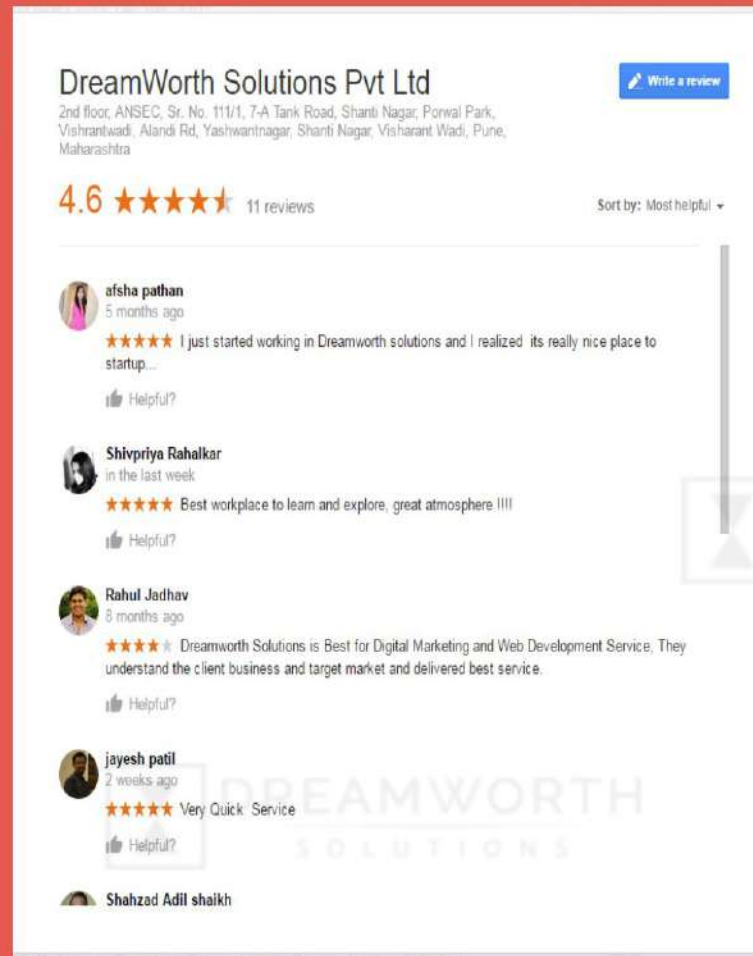 DreamWorth Solutions Pvt Ltd
Write a review
2nd floor, ANSEC, Sr. No. 111/1, 7-A Tank Road, Shanti Nagar, Porwal Park,
Vishrantwadi, Alandi Rd, Yashwantnagar, Shanti Nagar, Visharant Wadi, Pune,
Maharashtra
4.6 11 reviews
Sort by: Most helpful
afsha pathan
5 months ago
I just started working in Dreamworth solutions and I realized its really nice place to
startup...
Helpful?
Shivpriya Rahalkar
in the last week
Best workplace to learn and explore, great atmosphere !!!!
Helpful?
Rahul Jadhav
8 months ago
Dreamworth Solutions is Best for Digital Marketing and Web Development Service, They
understand the client business and target market and delivered best service.
Helpful?
jayesh patil
2 weeks ago
Very Quick Service
Helpful?
DREAMWORTH
SOLUTIONS
Shahzad Adil shaikh